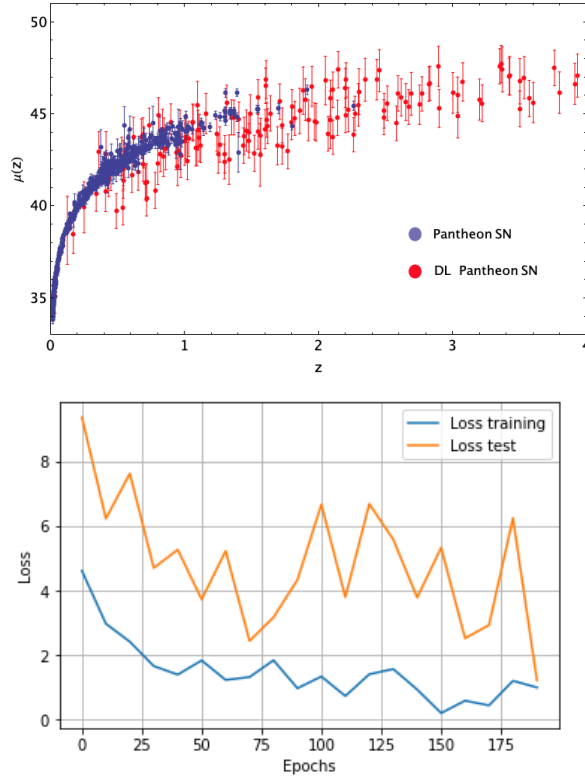 50
45
40
35
μ(z)
Pantheon SN
DL Pantheon SN
0 1 2 3 4
z
8
6
4
2
0
Loss
Loss training
Loss test
0 25 50 75 100 125 150 175
Epochs